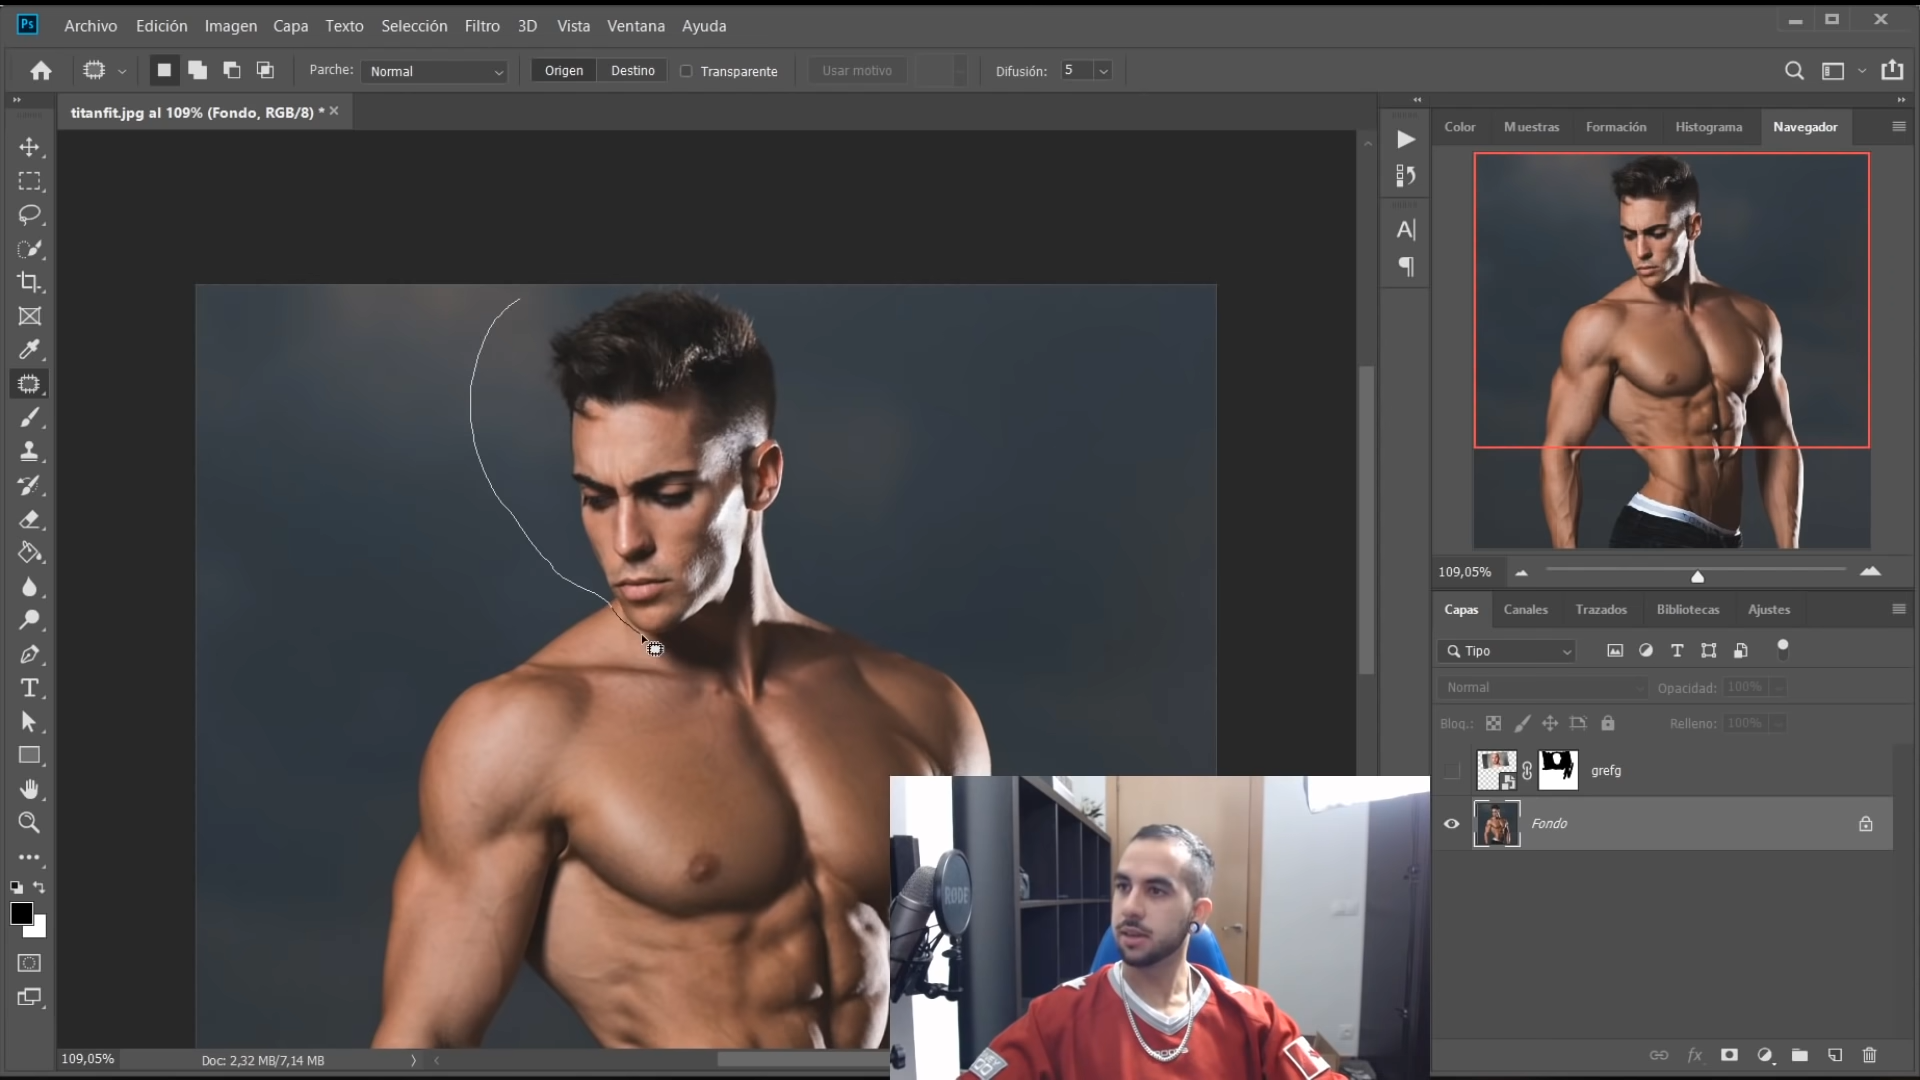 Ps
Archivo Edición Imagen Capa Texto Selección Filtro 3D Vista Ventana Ayuda
Parche: Normal Origen Destino Transparente Usar motivo Difusión: 5
titanfit.jpg al 109% (Fondo, RGB/8) *
Color Muestras Formación Histograma Navegador
109,05%
Capas Canales Trazados Bibliotecas Ajustes
Tipo
Normal Opacidad: 100%
Bloq.: Relleno: 100%
grefg
Fondo
RODE
fx
109,05% Doc: 2,32 MB/7,14 MB